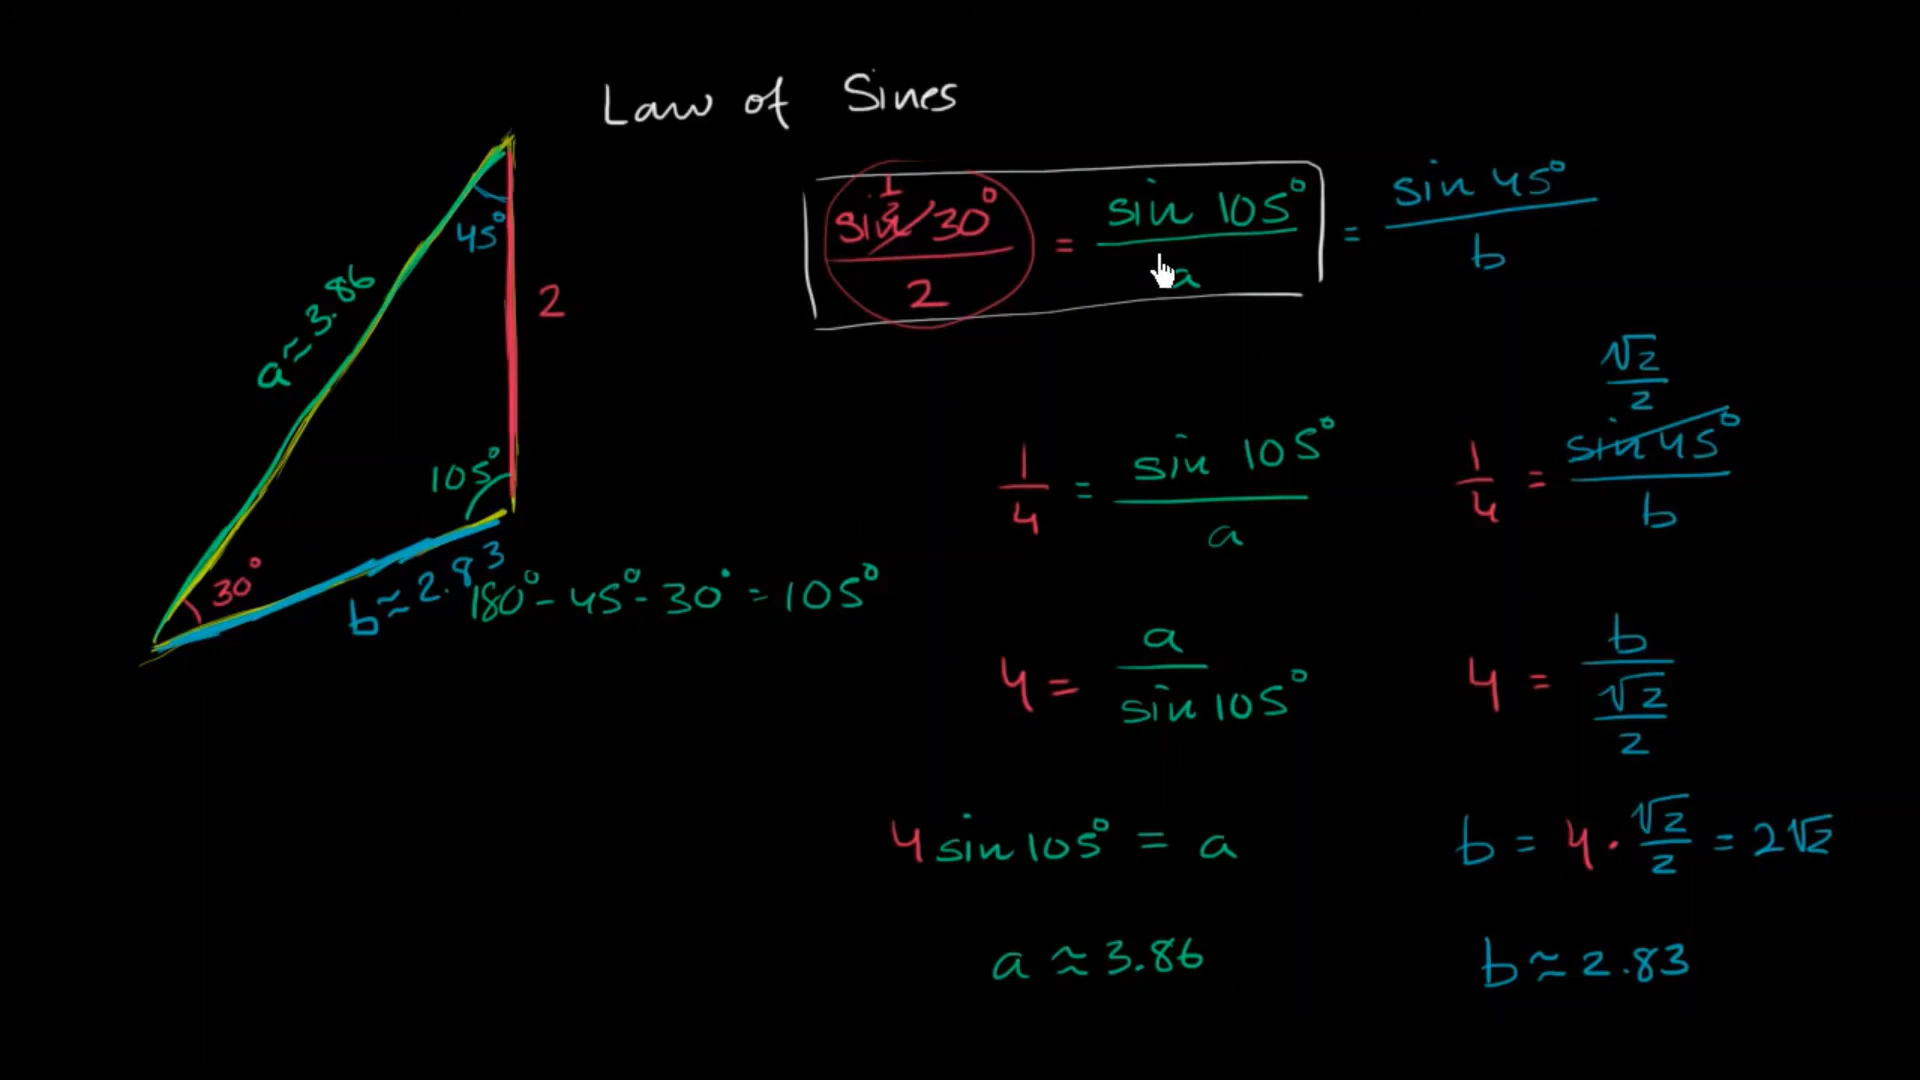 Law of Sines
sin 30° / 2 = sin 105° / a = sin 45° / b
1/2
45°
2
a ≈ 3.86
105°
30°
b ≈ 2.83
180° - 45° - 30° = 105°
1/4 = sin 105° / a
4 = a / sin 105°
4 sin 105° = a
a ≈ 3.86
√2/2
1/4 = sin 45° / b
4 = b / (√2/2)
b = 4 · √2/2 = 2√2
b ≈ 2.83